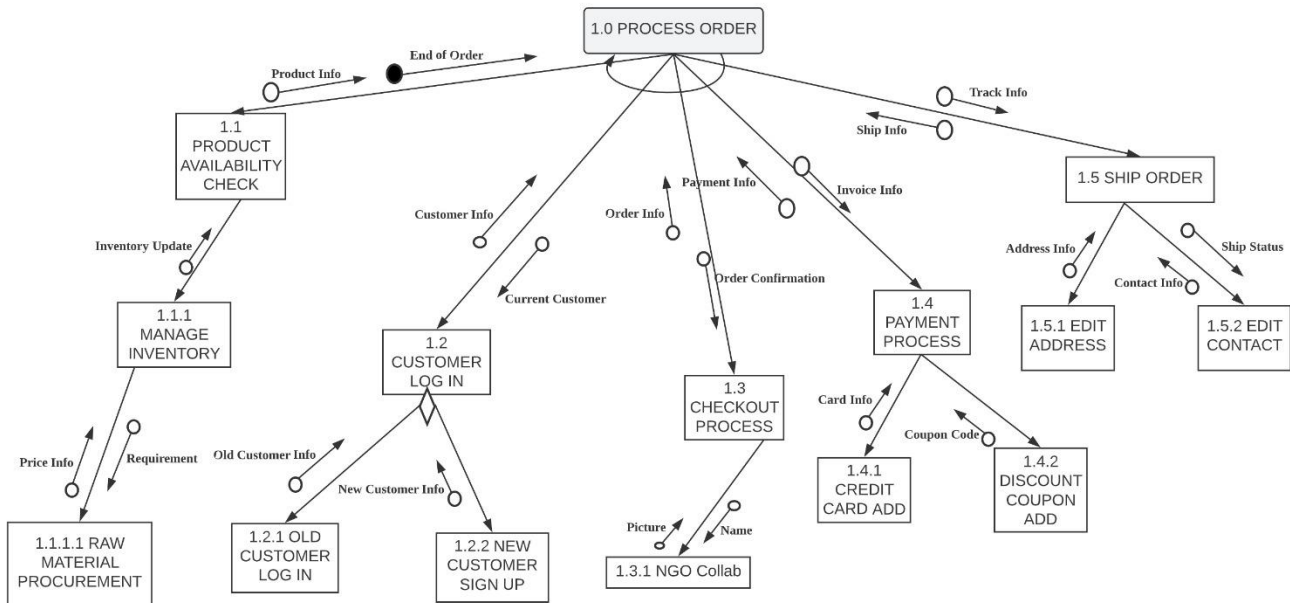 1.0 PROCESS ORDER
End of Order
Product Info
Track Info
Ship Info
1.1
PRODUCT
AVAILABILITY
CHECK
Customer Info
Order Info
Payment Info
Invoice Info
1.5 SHIP ORDER
Inventory Update
Current Customer
Order Confirmation
Address Info
Ship Status
Contact Info
1.1.1
MANAGE
INVENTORY
1.2
CUSTOMER
LOG IN
1.3
CHECKOUT
PROCESS
1.4
PAYMENT
PROCESS
1.5.1 EDIT
ADDRESS
1.5.2 EDIT
CONTACT
Price Info
Requirement
Old Customer Info
New Customer Info
Card Info
Coupon Code
Picture
Name
1.1.1.1 RAW
MATERIAL
PROCUREMENT
1.2.1 OLD
CUSTOMER
LOG IN
1.2.2 NEW
CUSTOMER
SIGN UP
1.3.1 NGO Collab
1.4.1
CREDIT
CARD ADD
1.4.2
DISCOUNT
COUPON
ADD